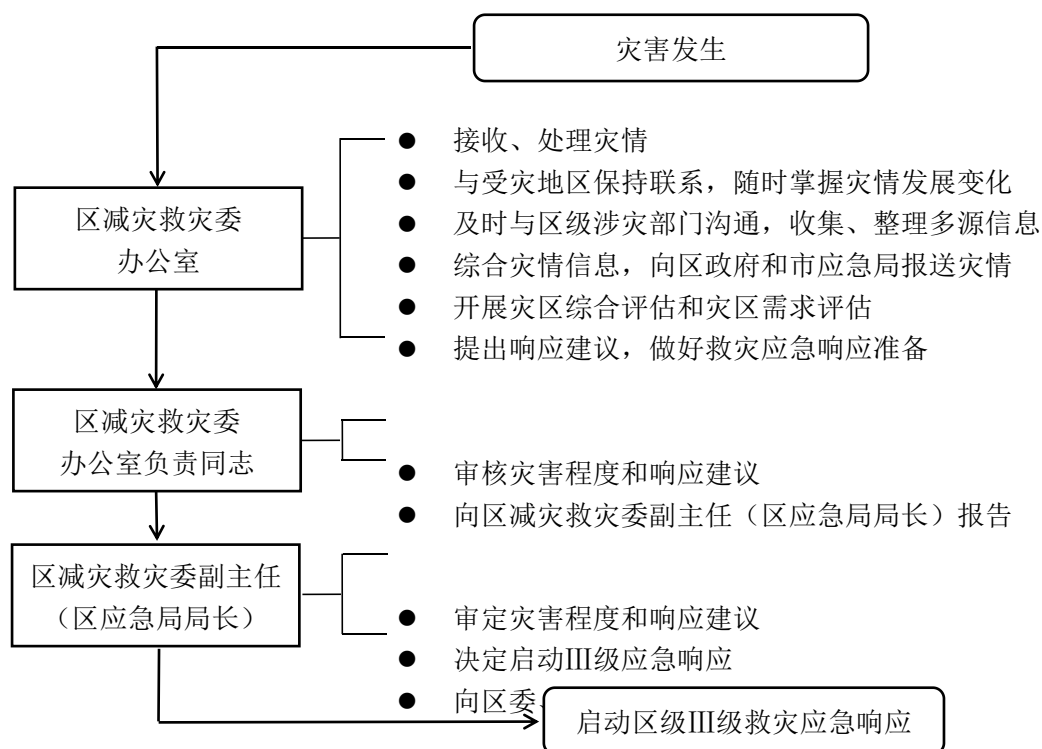 灾害发生
● 接收、处理灾情
● 与受灾地区保持联系，随时掌握灾情发展变化
● 及时与区级涉灾部门沟通，收集、整理多源信息
● 综合灾情信息，向区政府和市应急局报送灾情
● 开展灾区综合评估和灾区需求评估
● 提出响应建议，做好救灾应急响应准备
区减灾救灾委
办公室
区减灾救灾委
办公室负责同志
● 审核灾害程度和响应建议
● 向区减灾救灾委副主任（区应急局局长）报告
区减灾救灾委副主任
（区应急局局长）
● 审定灾害程度和响应建议
● 决定启动Ⅲ级应急响应
● 向区委、
启动区级Ⅲ级救灾应急响应